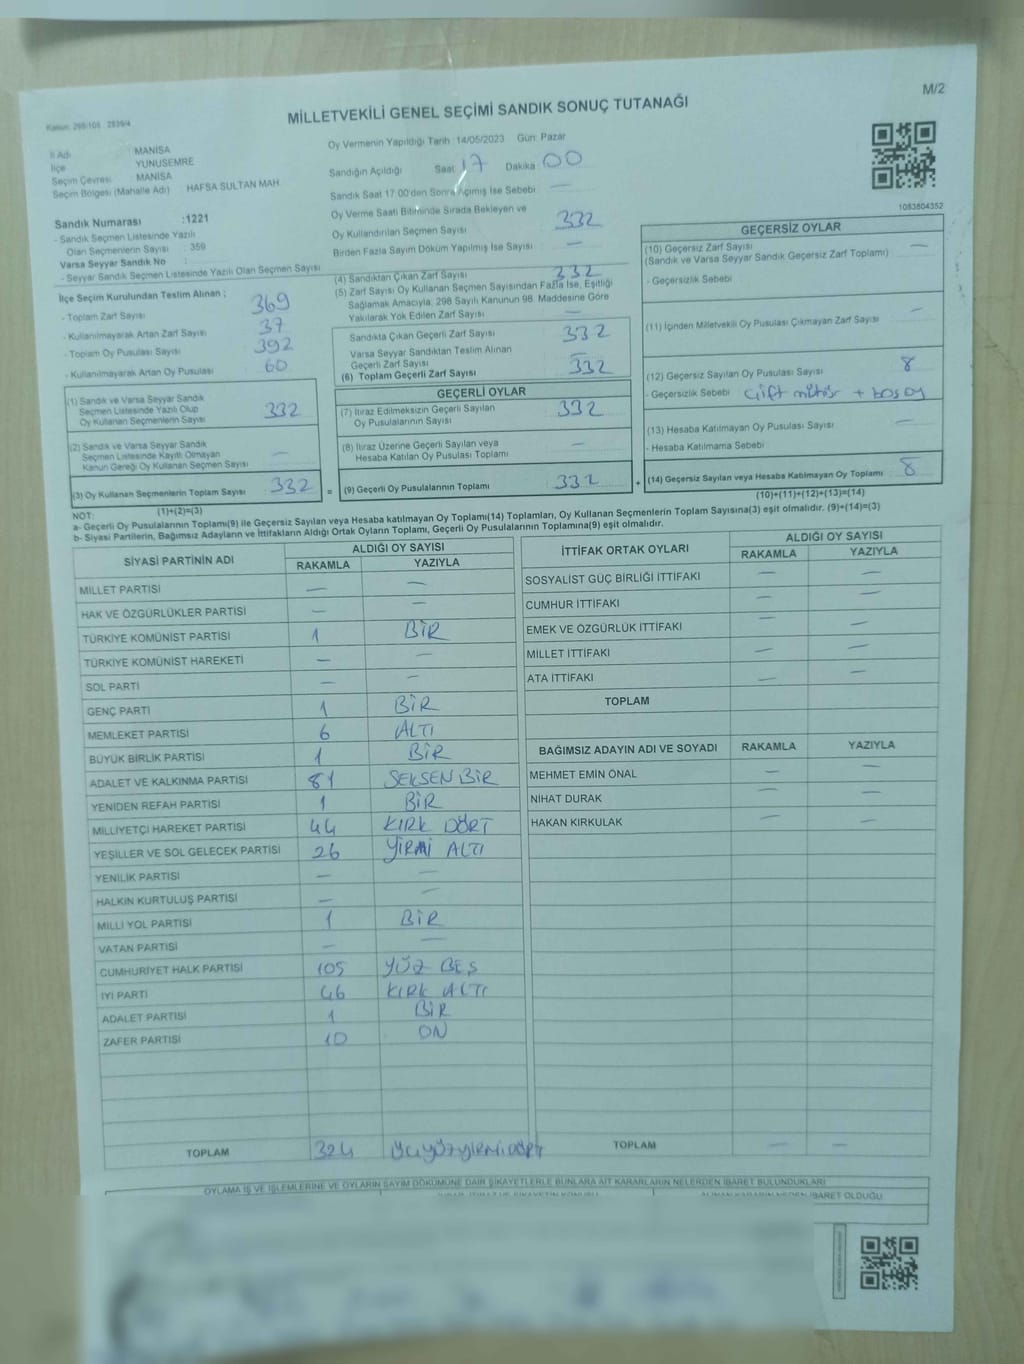 M/2
MİLLETVEKİLİ GENEL SEÇİMİ SANDIK SONUÇ TUTANAĞI
İl Adı MANİSA
İlçe YUNUSEMRE
Seçim Çevresi MANİSA
Seçim Bölgesi (Mahalle Adı) HAFSA SULTAN MAH.
Sandık Numarası :1221
- Sandık Seçmen Listesinde Yazılı
Olan Seçmenlerin Sayısı : 359
Varsa Seyyar Sandık No :
- Seyyar Sandık Seçmen Listesinde Yazılı Olan Seçmen Sayısı
Oy Vermenin Yapıldığı Tarih :14/05/2023 Gün: Pazar
Sandığın Açıldığı Saat 17 Dakika 00
Sandık Saat 17.00'den Sonra Açılmış İse Sebebi —
Oy Verme Saati Bitiminde Sırada Bekleyen ve
Oy Kullandırılan Seçmen Sayısı 332
Birden Fazla Sayım Döküm Yapılmış İse Sayısı —
(4) Sandıktan Çıkan Zarf Sayısı 332
(5) Zarf Sayısı Oy Kullanan Seçmen Sayısından Fazla İse, Eşitliği
Sağlamak Amacıyla; 298 Sayılı Kanunun 98. Maddesine Göre
Yakılarak Yok Edilen Zarf Sayısı —
1083804352
İlçe Seçim Kurulundan Teslim Alınan ;
- Toplam Zarf Sayısı 369
- Kullanılmayarak Artan Zarf Sayısı 37
- Toplam Oy Pusulası Sayısı 392
- Kullanılmayarak Artan Oy Pusulası 60
(1) Sandık ve Varsa Seyyar Sandık
Seçmen Listesinde Yazılı Olup
Oy Kullanan Seçmenlerin Sayısı 332
(2) Sandık ve Varsa Seyyar Sandık
Seçmen Listesinde Kayıtlı Olmayan
Kanun Gereği Oy Kullanan Seçmen Sayısı —
(3) Oy Kullanan Seçmenlerin Toplam Sayısı 332 =
(1)+(2)=(3)
Sandıkta Çıkan Geçerli Zarf Sayısı 332
Varsa Seyyar Sandıktan Teslim Alınan
Geçerli Zarf Sayısı —
(6) Toplam Geçerli Zarf Sayısı 332
GEÇERLİ OYLAR
(7) İtiraz Edilmeksizin Geçerli Sayılan
Oy Pusulalarının Sayısı 332
(8) İtiraz Üzerine Geçerli Sayılan veya
Hesaba Katılan Oy Pusulası Toplamı —
(9) Geçerli Oy Pusulalarının Toplamı 332 +
GEÇERSİZ OYLAR
(10) Geçersiz Zarf Sayısı —
(Sandık ve Varsa Seyyar Sandık Geçersiz Zarf Toplamı)
- Geçersizlik Sebebi
(11) İçinden Milletvekili Oy Pusulası Çıkmayan Zarf Sayısı —
(12) Geçersiz Sayılan Oy Pusulası Sayısı 8
- Geçersizlik Sebebi Çift mühür + boş oy
(13) Hesaba Katılmayan Oy Pusulası Sayısı —
- Hesaba Katılmama Sebebi
(14) Geçersiz Sayılan veya Hesaba Katılmayan Oy Toplamı 8
(10)+(11)+(12)+(13)=(14)
NOT:
a- Geçerli Oy Pusulalarının Toplamı(9) ile Geçersiz Sayılan veya Hesaba katılmayan Oy Toplamı(14) Toplamları, Oy Kullanan Seçmenlerin Toplam Sayısına(3) eşit olmalıdır. (9)+(14)=(3)
b- Siyasi Partilerin, Bağımsız Adayların ve İttifakların Aldığı Ortak Oyların Toplamı, Geçerli Oy Pusulalarının Toplamına(9) eşit olmalıdır.
SİYASİ PARTİNİN ADI ALDIĞI OY SAYISI
RAKAMLA YAZIYLA
MİLLET PARTİSİ — —
HAK VE ÖZGÜRLÜKLER PARTİSİ — —
TÜRKİYE KOMÜNİST PARTİSİ 1 BİR
TÜRKİYE KOMÜNİST HAREKETİ — —
SOL PARTİ — —
GENÇ PARTİ 1 BİR
MEMLEKET PARTİSİ 6 ALTI
BÜYÜK BİRLİK PARTİSİ 1 BİR
ADALET VE KALKINMA PARTİSİ 81 SEKSEN BİR
YENİDEN REFAH PARTİSİ 1 BİR
MİLLİYETÇİ HAREKET PARTİSİ 44 KIRK DÖRT
YEŞİLLER VE SOL GELECEK PARTİSİ 26 YİRMİ ALTI
YENİLİK PARTİSİ — —
HALKIN KURTULUŞ PARTİSİ — —
MİLLİ YOL PARTİSİ 1 BİR
VATAN PARTİSİ — —
CUMHURİYET HALK PARTİSİ 105 YÜZ BEŞ
İYİ PARTİ 46 KIRK ALTI
ADALET PARTİSİ 1 BİR
ZAFER PARTİSİ 10 ON
TOPLAM 324 Üçyüzyirmidört
İTTİFAK ORTAK OYLARI ALDIĞI OY SAYISI
RAKAMLA YAZIYLA
SOSYALİST GÜÇ BİRLİĞİ İTTİFAKI — —
CUMHUR İTTİFAKI — —
EMEK VE ÖZGÜRLÜK İTTİFAKI — —
MİLLET İTTİFAKI — —
ATA İTTİFAKI — —
TOPLAM
BAĞIMSIZ ADAYIN ADI VE SOYADI RAKAMLA YAZIYLA
MEHMET EMİN ÖNAL — —
NİHAT DURAK — —
HAKAN KIRKULAK — —
TOPLAM — —
OYLAMA İŞ VE İŞLEMLERİNE VE OYLARIN SAYIM DÖKÜMÜNE DAİR ŞİKAYETLERLE BUNLARA AİT KARARLARIN NELERDEN İBARET BULUNDUKLARI
İBARET OLDUĞU